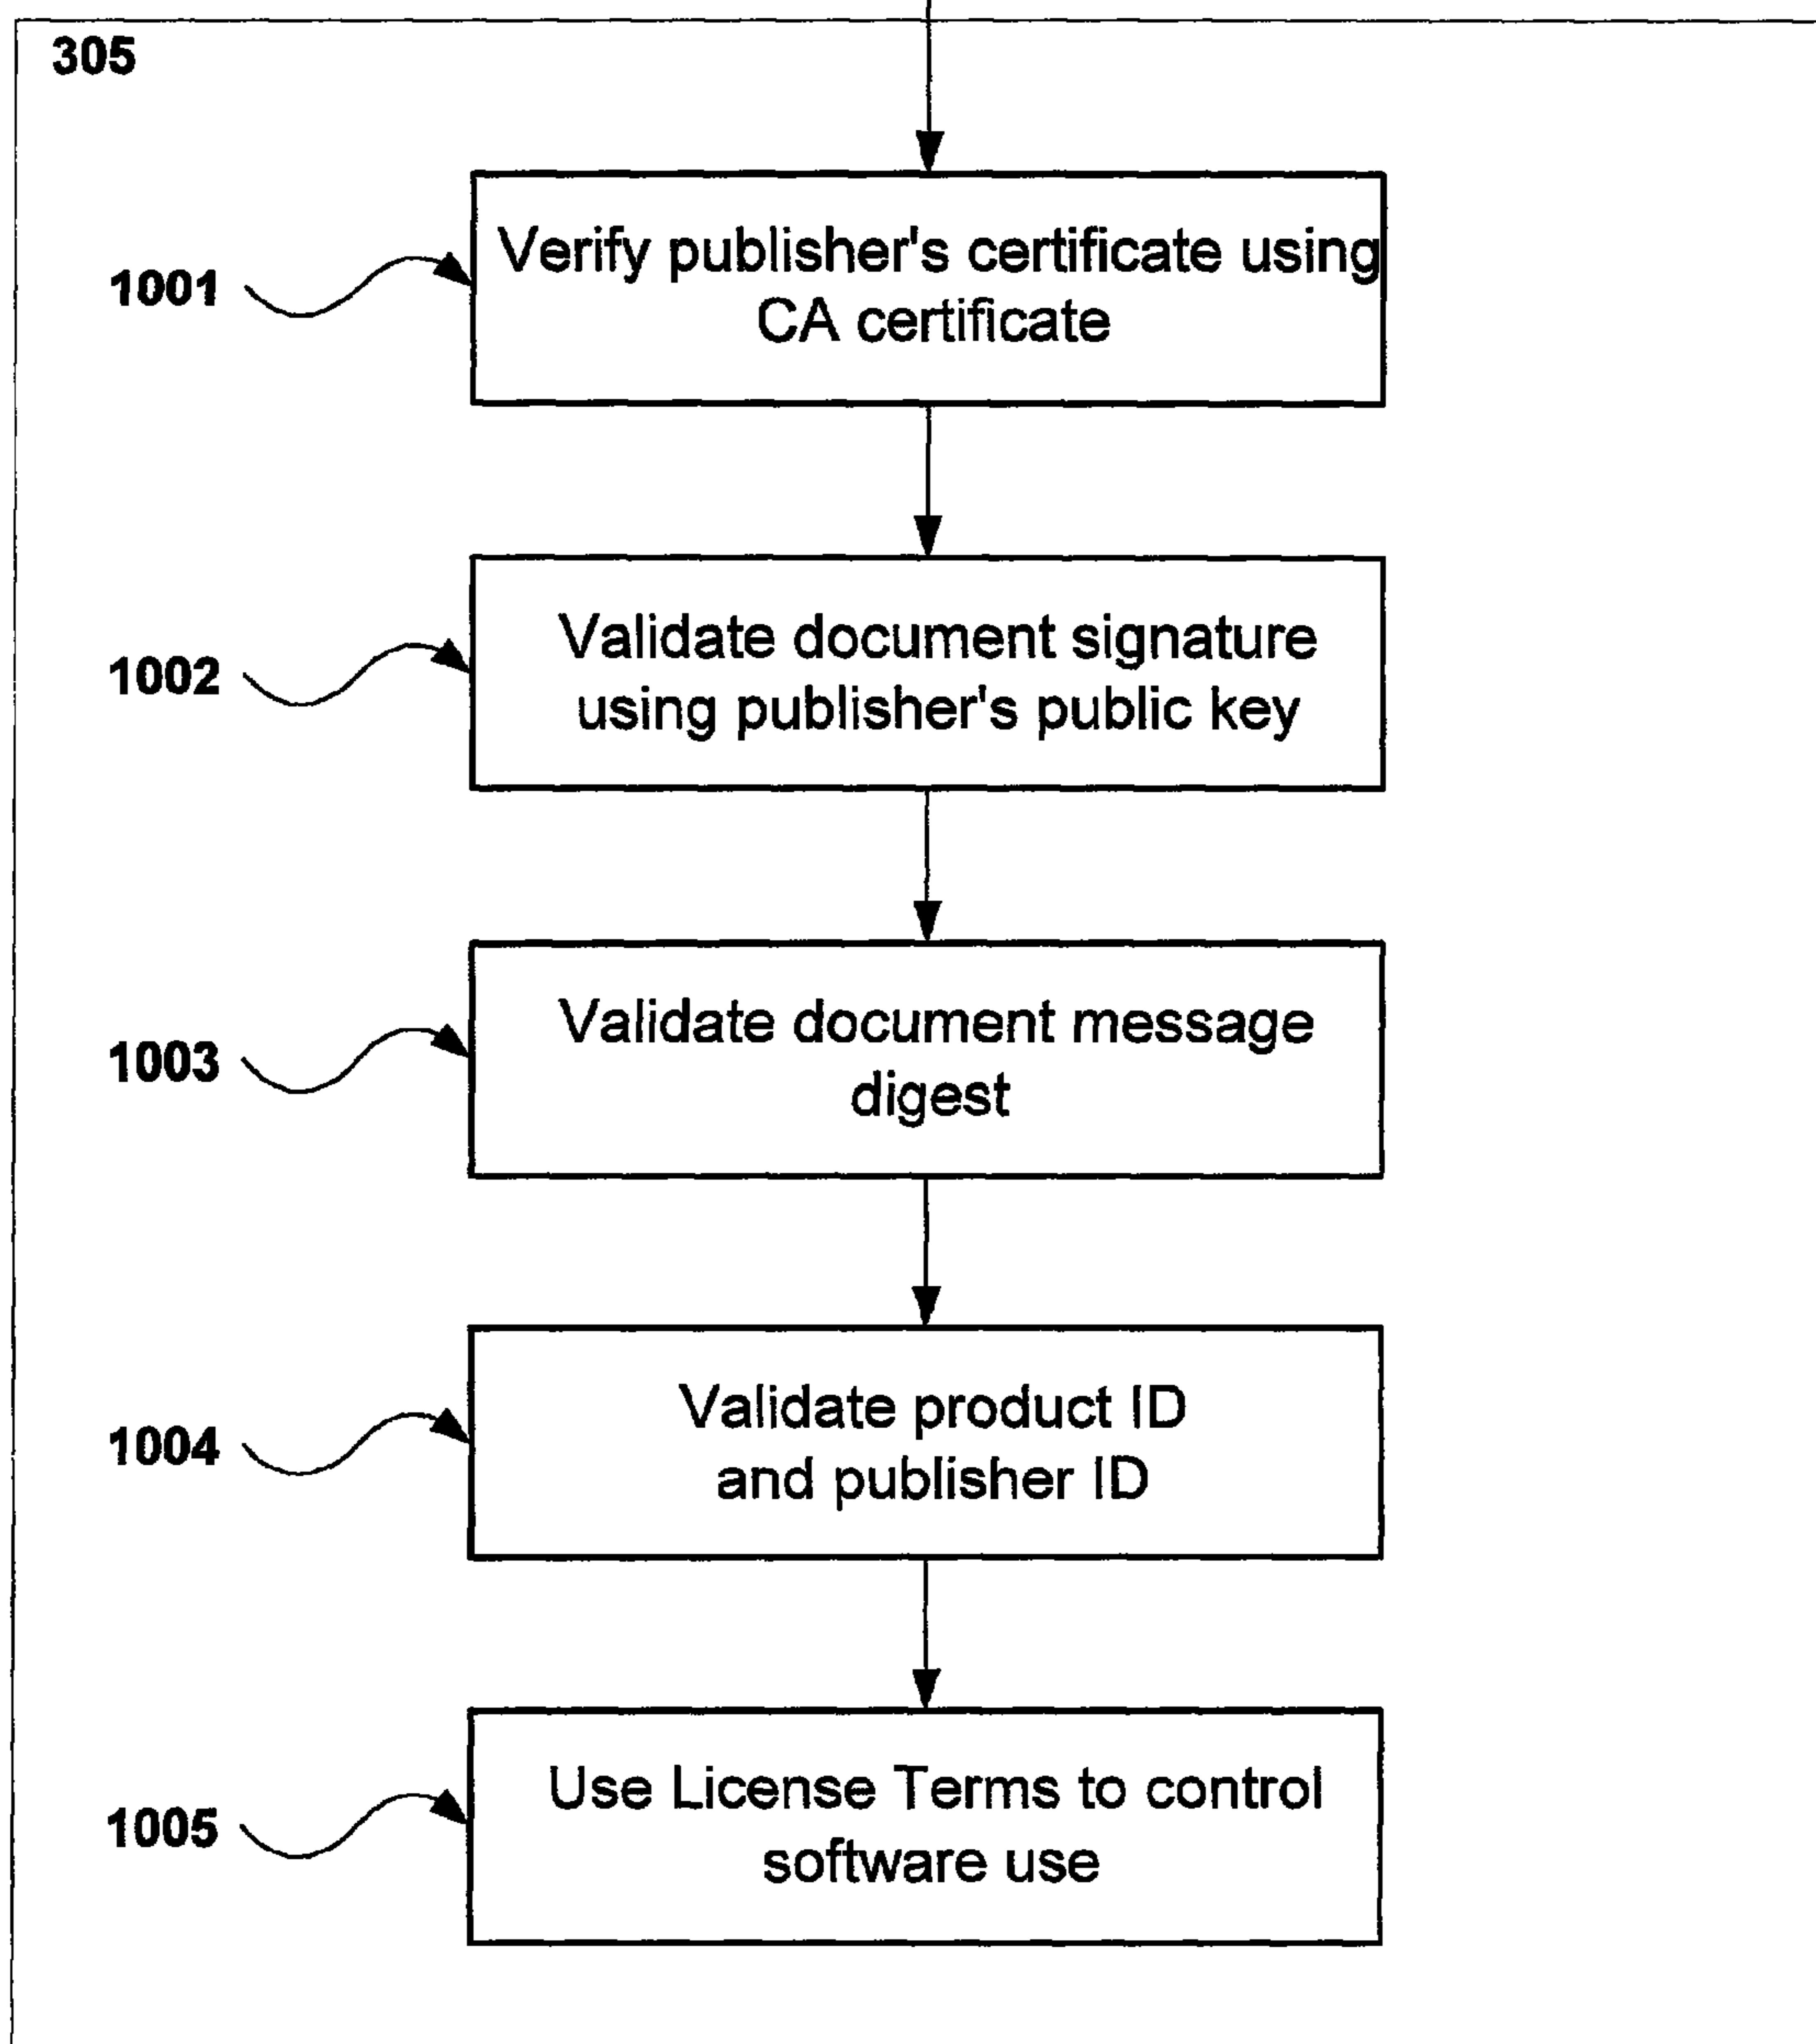 305
1001
Verify publisher's certificate using
CA certificate
1002
Validate document signature
using publisher's public key
1003
Validate document message
digest
1004
Validate product ID
and publisher ID
1005
Use License Terms to control
software use